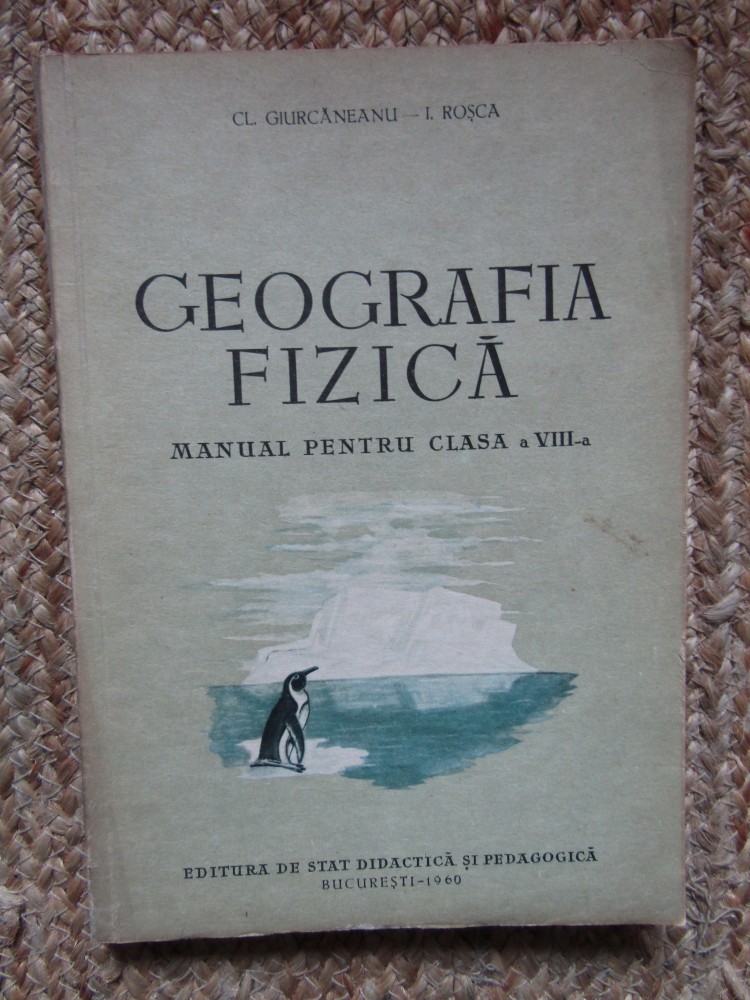 CL. GIURCĂNEANU — I. ROȘCA
GEOGRAFIA
FIZICĂ
MANUAL PENTRU CLASA a VIII-a
EDITURA DE STAT DIDACTICĂ ȘI PEDAGOGICĂ
BUCUREȘTI–1960